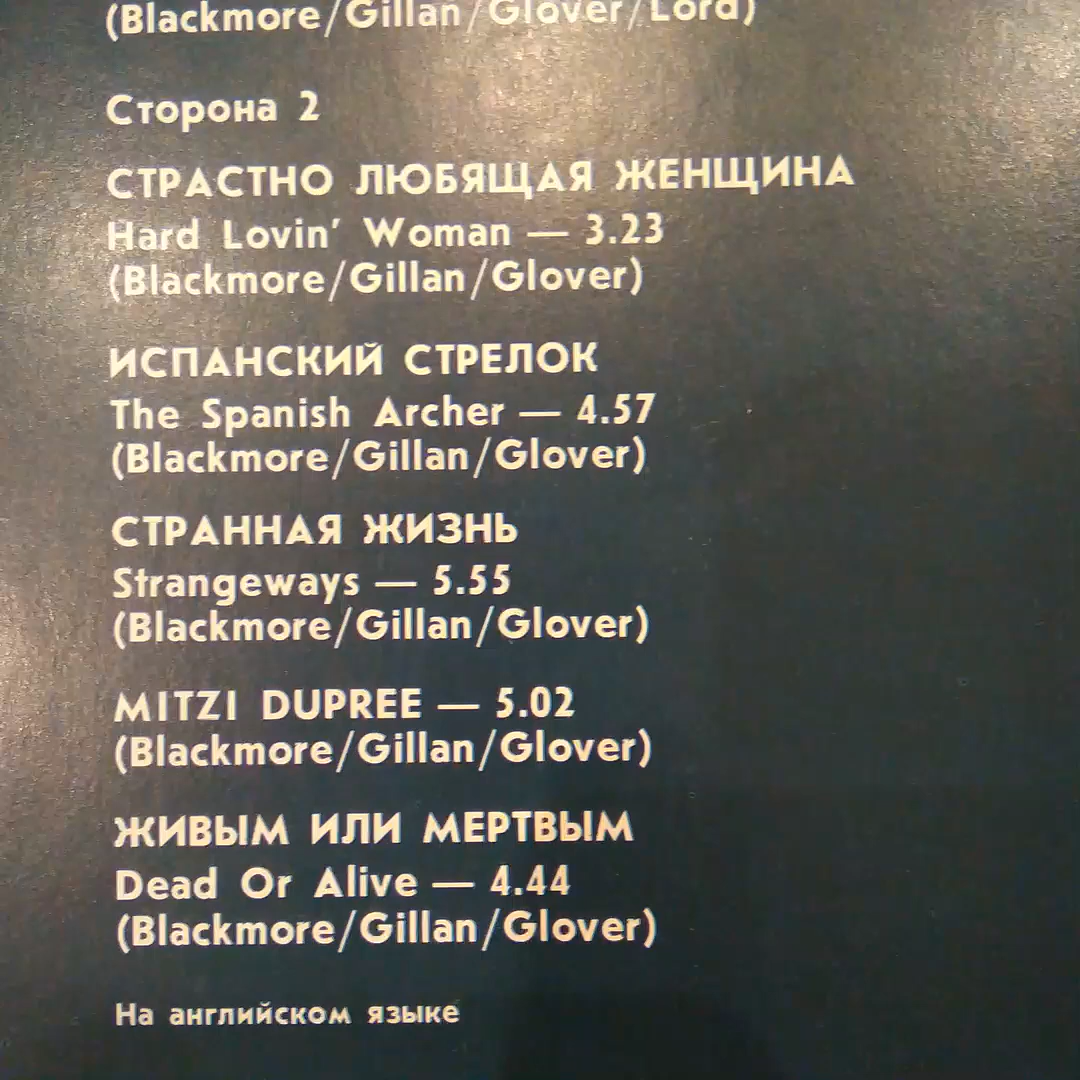 (Blackmore/Gillan/Glover/Lord)
Сторона 2
СТРАСТНО ЛЮБЯЩАЯ ЖЕНЩИНА
Hard Lovin’ Woman — 3.23
(Blackmore/Gillan/Glover)
ИСПАНСКИЙ СТРЕЛОК
The Spanish Archer — 4.57
(Blackmore/Gillan/Glover)
СТРАННАЯ ЖИЗНЬ
Strangeways — 5.55
(Blackmore/Gillan/Glover)
MITZI DUPREE — 5.02
(Blackmore/Gillan/Glover)
ЖИВЫМ ИЛИ МЕРТВЫМ
Dead Or Alive — 4.44
(Blackmore/Gillan/Glover)
На английском языке